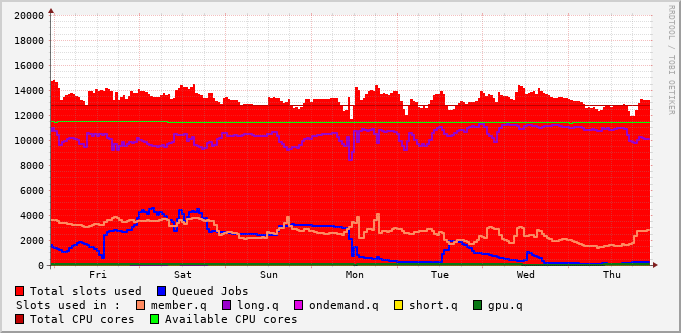 20000
18000
16000
14000
12000
10000
8000
6000
4000
2000
0
Fri Sat Sun Mon Tue Wed Thu
RRDTOOL / TOBI OETIKER
Total slots used Queued Jobs
Slots used in : member.q long.q ondemand.q short.q gpu.q
Total CPU cores Available CPU cores